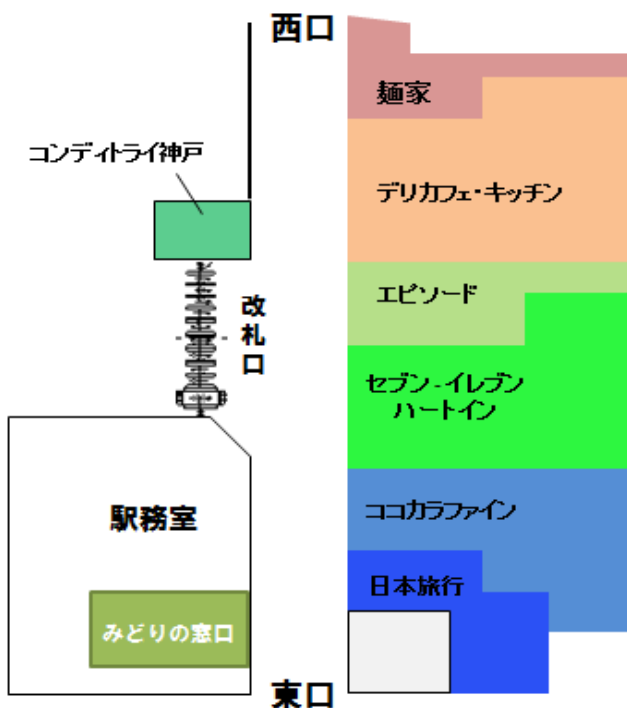 西口
麺家
コンディトライ神戸
デリカフェ・キッチン
改札口
エピソード
セブン-イレブン
ハートイン
駅務室
ココカラファイン
日本旅行
みどりの窓口
東口